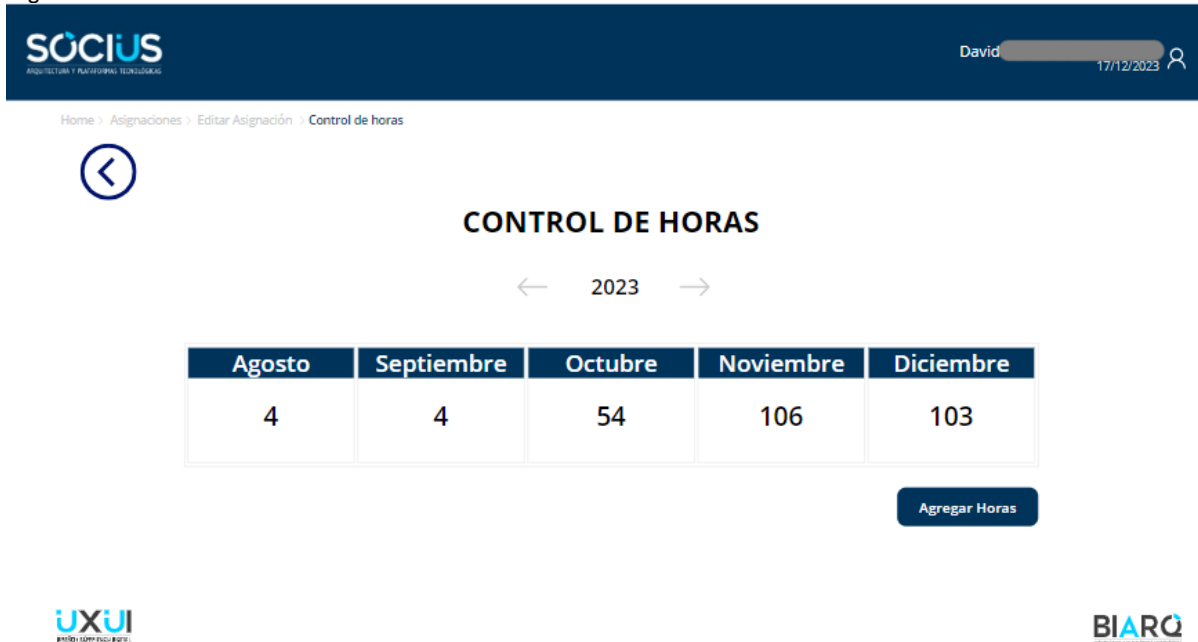 SOCIUS
ARQUITECTURA Y PLATAFORMAS TECNOLÓGICAS
David
17/12/2023
Home > Asignaciones > Editar Asignación > Control de horas
CONTROL DE HORAS
← 2023 →
Agosto Septiembre Octubre Noviembre Diciembre
4 4 54 106 103
Agregar Horas
UXUI
BIARQ